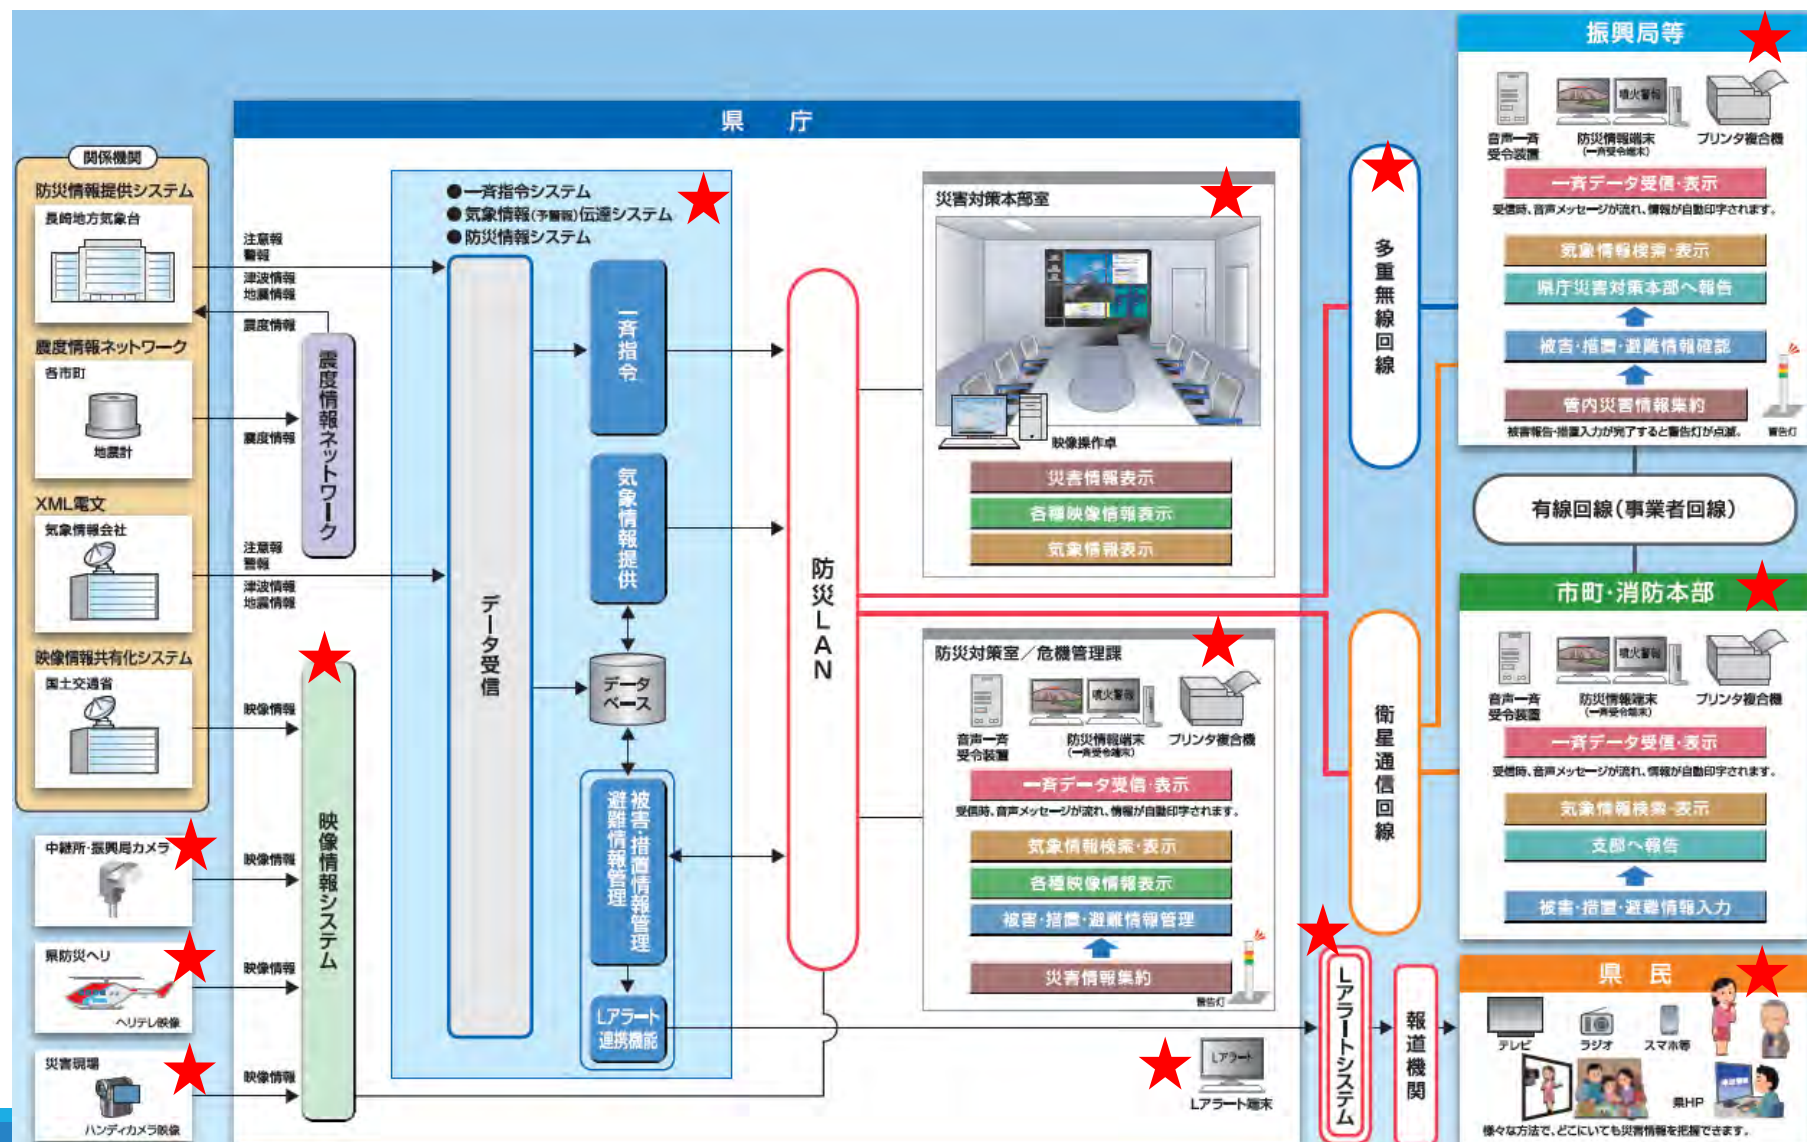 県 庁
関係機関
防災情報提供システム
長崎地方気象台
震度情報ネットワーク
各市町
地震計
XML電文
気象情報会社
映像情報共有化システム
国土交通省
中継所・振興局カメラ
県防災ヘリ
ヘリテレ映像
災害現場
ハンディカメラ映像
注意報
警報
津波情報
地震情報
震度情報
震度情報
注意報
警報
津波情報
地震情報
映像情報
映像情報
映像情報
映像情報
震度情報ネットワーク
映像情報システム
●一斉指令システム
●気象情報(予警報)伝達システム
●防災情報システム
データ受信
一斉指令
気象情報提供
データ
ベース
被害・措置情報管理
避難情報管理
Lアラート
連携機能
防災LAN
災害対策本部室
映像操作卓
災害情報表示
各種映像情報表示
気象情報表示
防災対策室／危機管理課
噴火警報
音声一斉
受令装置
防災情報端末
(一斉受令端末)
プリンタ複合機
一斉データ受信・表示
受信時、音声メッセージが流れ、情報が自動印字されます。
気象情報検索・表示
各種映像情報表示
被害・措置・避難情報管理
災害情報集約
警告灯
Lアラート
Lアラート端末
多重無線回線
衛星通信回線
Lアラートシステム
報道機関
振興局等
噴火警報
音声一斉
受令装置
防災情報端末
(一斉受令端末)
プリンタ複合機
一斉データ受信・表示
受信時、音声メッセージが流れ、情報が自動印字されます。
気象情報検索・表示
県庁災害対策本部へ報告
被害・措置・避難情報確認
管内災害情報集約
被害報告・措置入力が完了すると警告灯が点滅。
警告灯
有線回線(事業者回線)
市町・消防本部
噴火警報
音声一斉
受令装置
防災情報端末
(一斉受令端末)
プリンタ複合機
一斉データ受信・表示
受信時、音声メッセージが流れ、情報が自動印字されます。
気象情報検索・表示
支部へ報告
被害・措置・避難情報入力
県 民
テレビ
ラジオ
スマホ等
県HP
様々な方法で、どこにいても災害情報を把握できます。